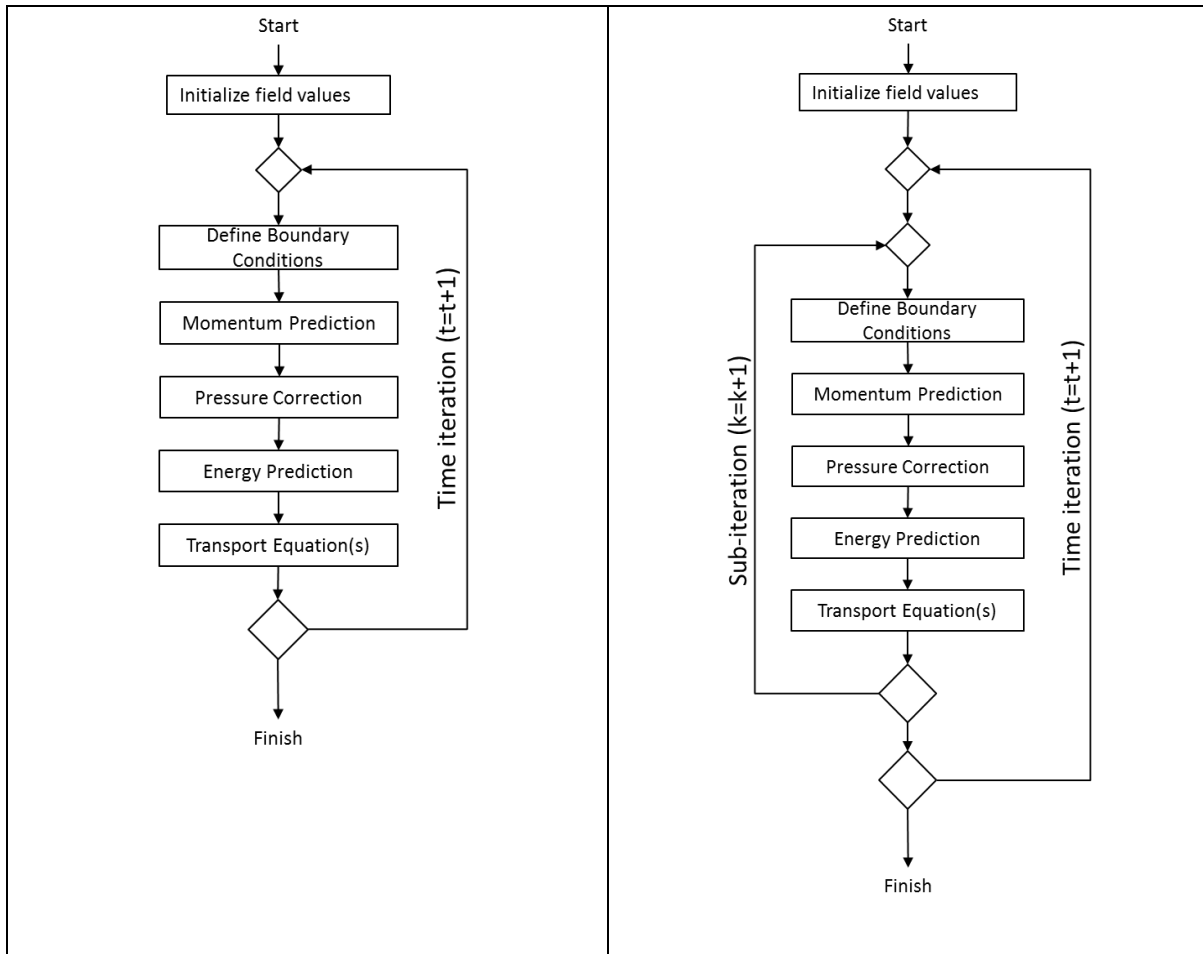 Start
Initialize field values
Define Boundary
Conditions
Momentum Prediction
Pressure Correction
Energy Prediction
Transport Equation(s)
Time iteration (t=t+1)
Finish
Start
Initialize field values
Define Boundary
Conditions
Momentum Prediction
Pressure Correction
Energy Prediction
Transport Equation(s)
Sub-iteration (k=k+1)
Time iteration (t=t+1)
Finish